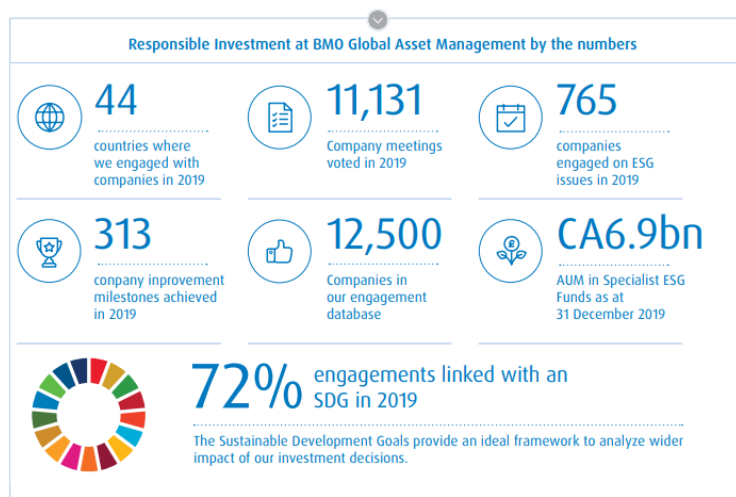 Responsible Investment at BMO Global Asset Management by the numbers
44
countries where
we engaged with
companies in 2019
11,131
Company meetings
voted in 2019
765
companies
engaged on ESG
issues in 2019
313
conpany inprovement
milestones achieved
in 2019
12,500
Companies in
our engagement
database
CA6.9bn
AUM in Specialist ESG
Funds as at
31 December 2019
72% engagements linked with an
SDG in 2019
The Sustainable Development Goals provide an ideal framework to analyze wider
impact of our investment decisions.